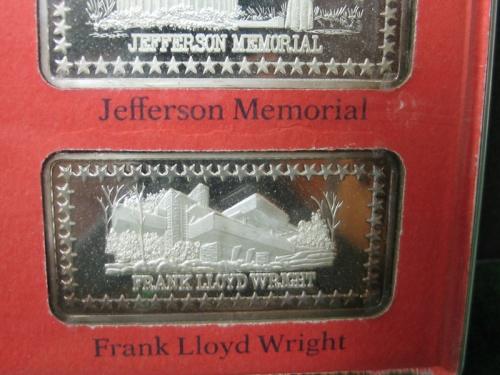 JEFFERSON MEMORIAL
Jefferson Memorial
FRANK LLOYD WRIGHT
Frank Lloyd Wright